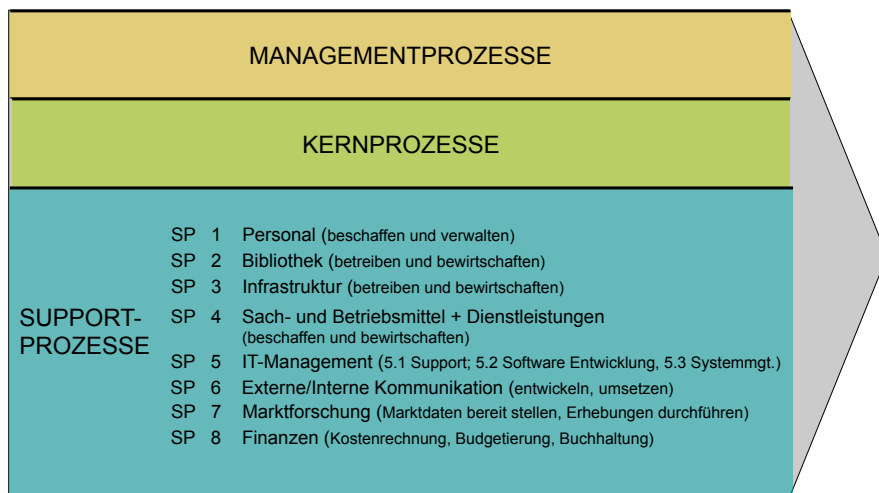 MANAGEMENTPROZESSE
KERNPROZESSE
SUPPORT-
PROZESSE
SP 1 Personal (beschaffen und verwalten)
SP 2 Bibliothek (betreiben und bewirtschaften)
SP 3 Infrastruktur (betreiben und bewirtschaften)
SP 4 Sach- und Betriebsmittel + Dienstleistungen
(beschaffen und bewirtschaften)
SP 5 IT-Management (5.1 Support; 5.2 Software Entwicklung, 5.3 Systemmgt.)
SP 6 Externe/Interne Kommunikation (entwickeln, umsetzen)
SP 7 Marktforschung (Marktdaten bereit stellen, Erhebungen durchführen)
SP 8 Finanzen (Kostenrechnung, Budgetierung, Buchhaltung)